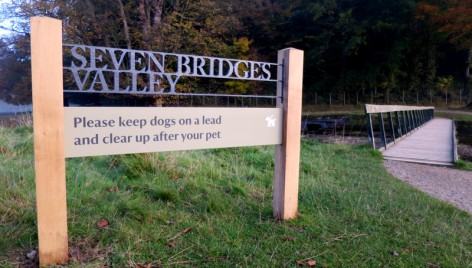 SEVEN BRIDGES
VALLEY
Please keep dogs on a lead
and clear up after your pet